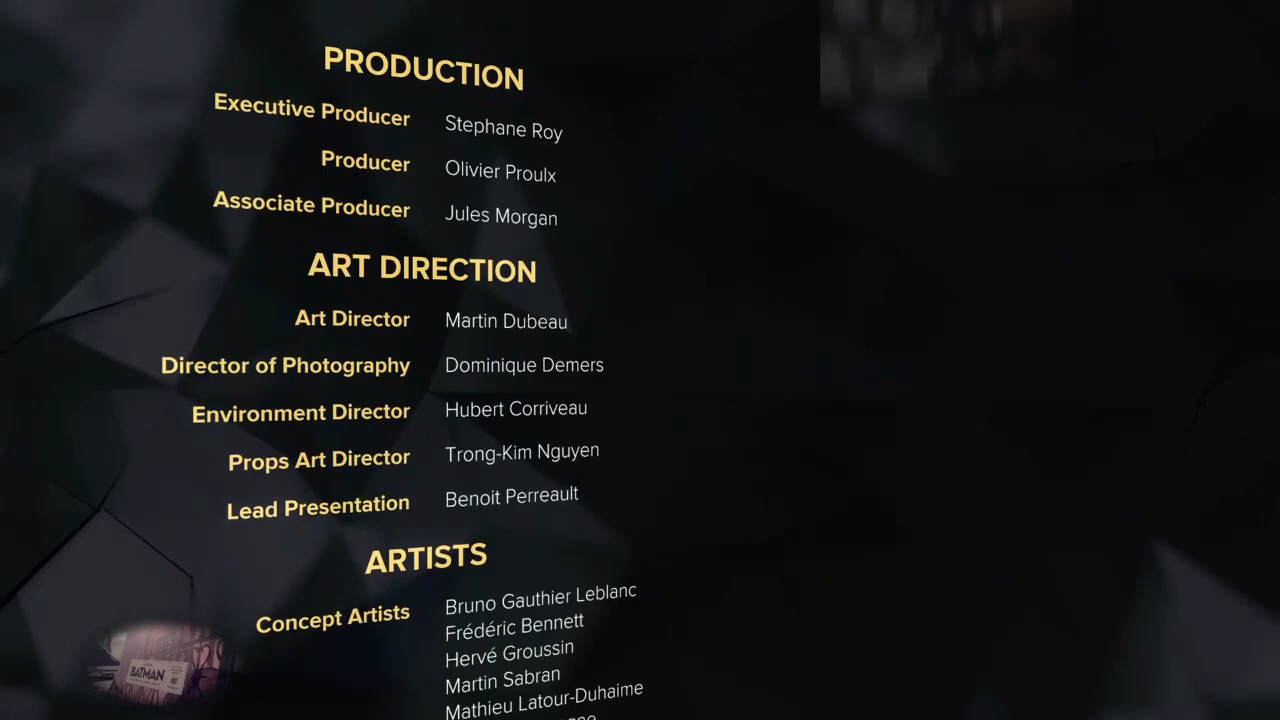 PRODUCTION
Executive Producer Stephane Roy
Producer Olivier Proulx
Associate Producer Jules Morgan
ART DIRECTION
Art Director Martin Dubeau
Director of Photography Dominique Demers
Environment Director Hubert Corriveau
Props Art Director Trong-Kim Nguyen
Lead Presentation Benoit Perreault
ARTISTS
Concept Artists Bruno Gauthier Leblanc
Frédéric Bennett
Hervé Groussin
Martin Sabran
Mathieu Latour-Duhaime
BATMAN